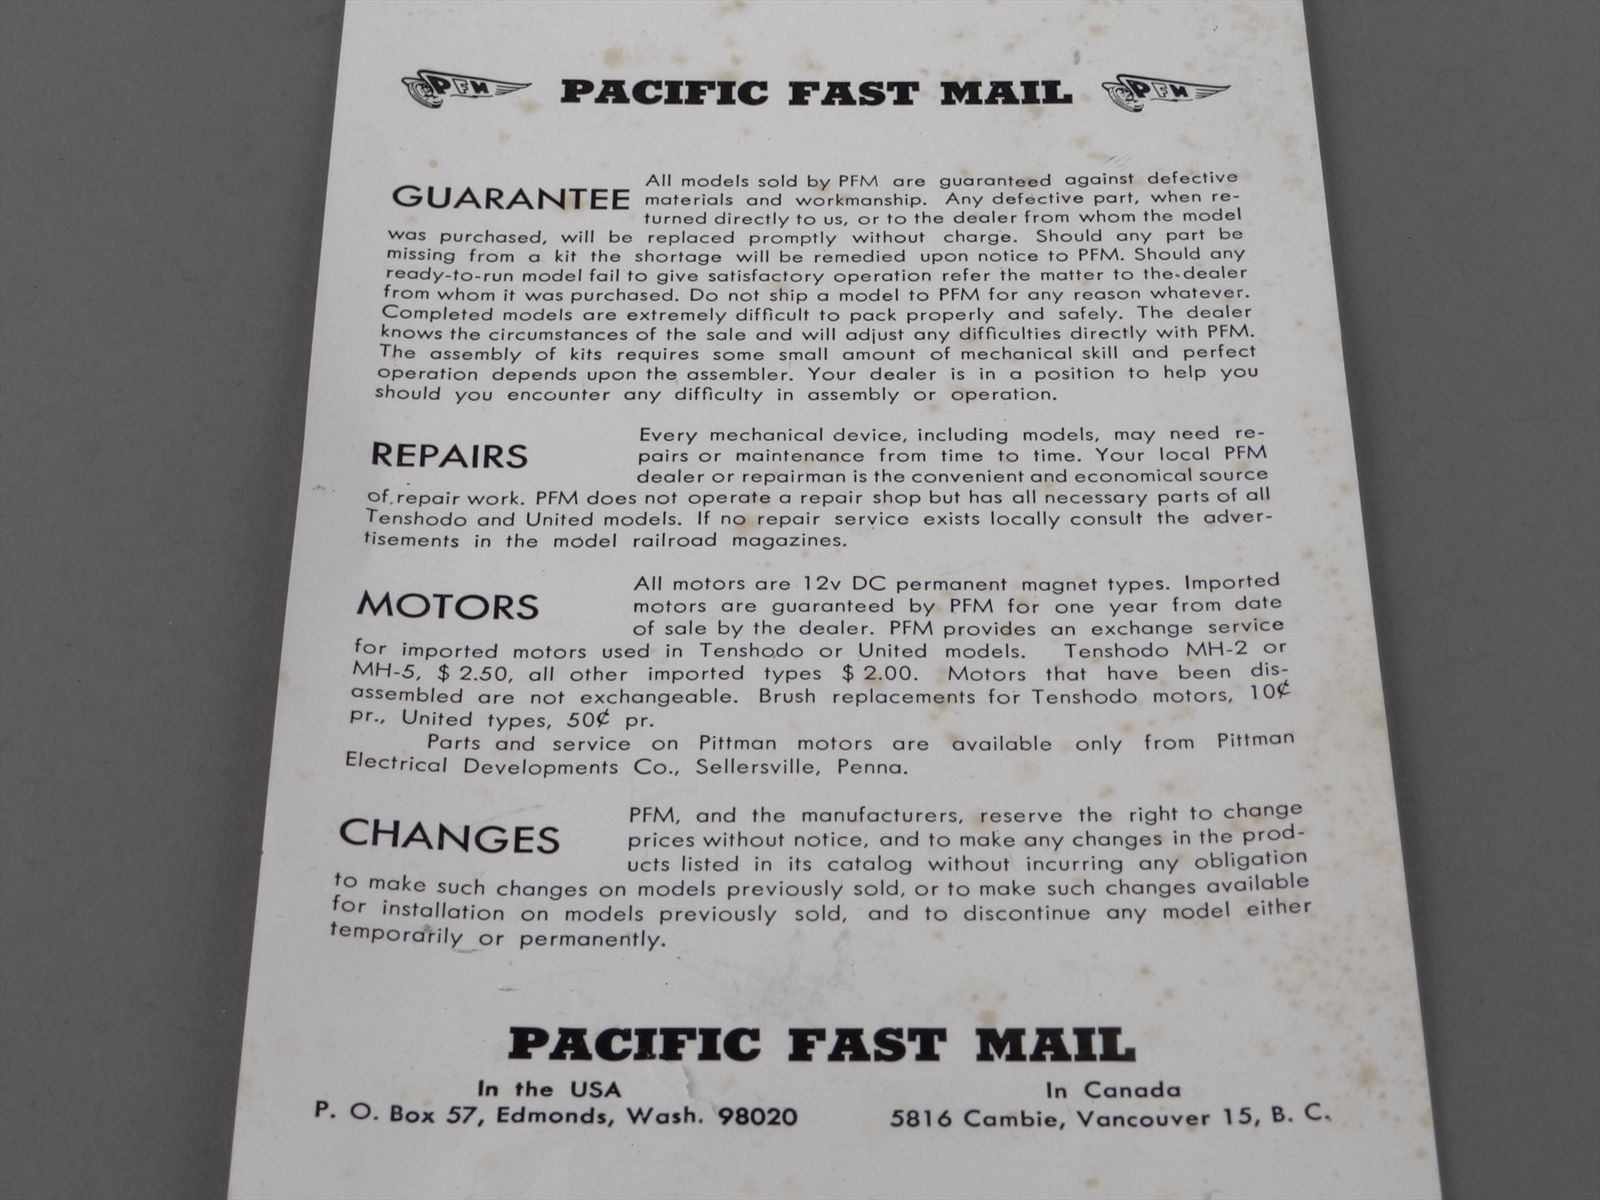 PFM PACIFIC FAST MAIL PFM
GUARANTEE All models sold by PFM are guaranteed against defective
materials and workmanship. Any defective part, when re-
turned directly to us, or to the dealer from whom the model
was purchased, will be replaced promptly without charge. Should any part be
missing from a kit the shortage will be remedied upon notice to PFM. Should any
ready-to-run model fail to give satisfactory operation refer the matter to the dealer
from whom it was purchased. Do not ship a model to PFM for any reason whatever.
Completed models are extremely difficult to pack properly and safely. The dealer
knows the circumstances of the sale and will adjust any difficulties directly with PFM.
The assembly of kits requires some small amount of mechanical skill and perfect
operation depends upon the assembler. Your dealer is in a position to help you
should you encounter any difficulty in assembly or operation.
REPAIRS Every mechanical device, including models, may need re-
pairs or maintenance from time to time. Your local PFM
dealer or repairman is the convenient and economical source
of repair work. PFM does not operate a repair shop but has all necessary parts of all
Tenshodo and United models. If no repair service exists locally consult the adver-
tisements in the model railroad magazines.
MOTORS All motors are 12v DC permanent magnet types. Imported
motors are guaranteed by PFM for one year from date
of sale by the dealer. PFM provides an exchange service
for imported motors used in Tenshodo or United models. Tenshodo MH-2 or
MH-5, $ 2.50, all other imported types $ 2.00. Motors that have been dis-
assembled are not exchangeable. Brush replacements for Tenshodo motors, 10¢
pr., United types, 50¢ pr.
Parts and service on Pittman motors are available only from Pittman
Electrical Developments Co., Sellersville, Penna.
CHANGES PFM, and the manufacturers, reserve the right to change
prices without notice, and to make any changes in the prod-
ucts listed in its catalog without incurring any obligation
to make such changes on models previously sold, or to make such changes available
for installation on models previously sold, and to discontinue any model either
temporarily or permanently.
PACIFIC FAST MAIL
In the USA In Canada
P. O. Box 57, Edmonds, Wash. 98020 5816 Cambie, Vancouver 15, B. C.